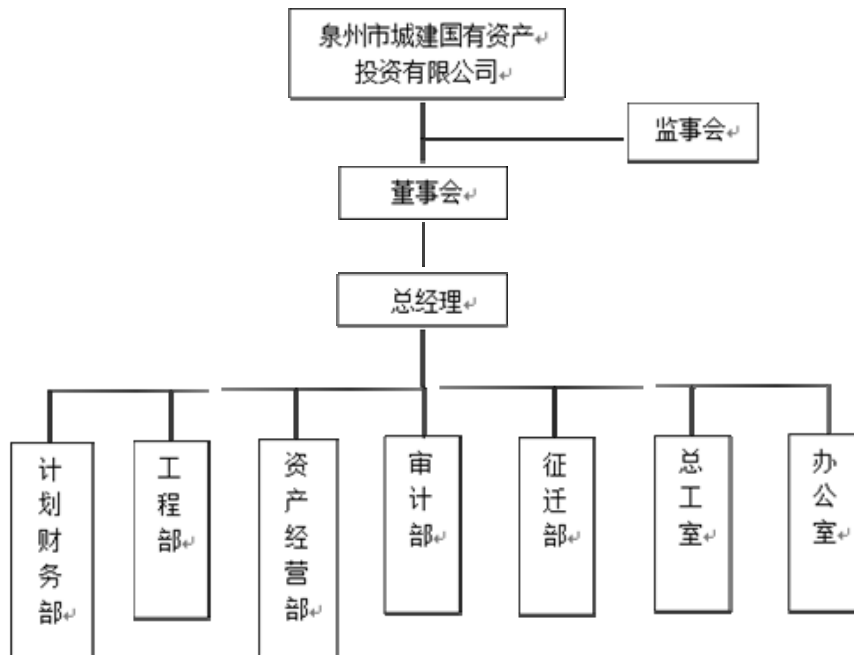 泉州市城建国有资产
投资有限公司
监事会
董事会
总经理
计划财务部
工程部
资产经营部
审计部
征迁部
总工室
办公室